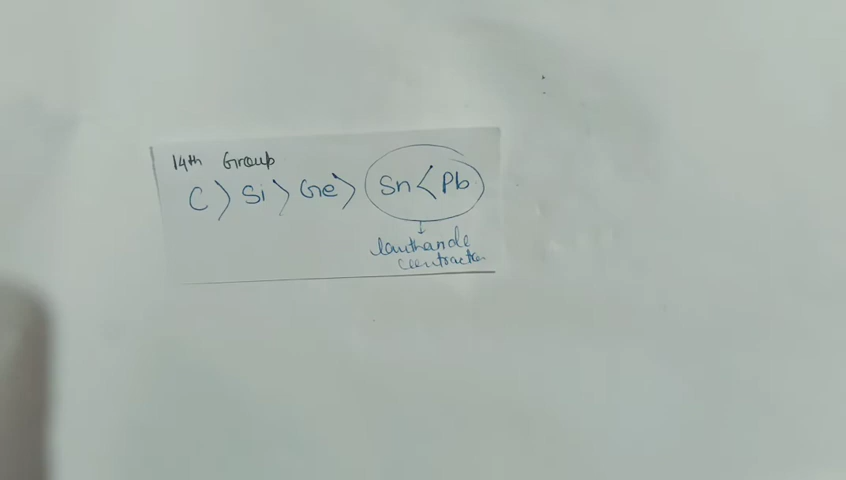 14th Group
C > Si > Ge > Sn < Pb
↓
lanthanide
contraction